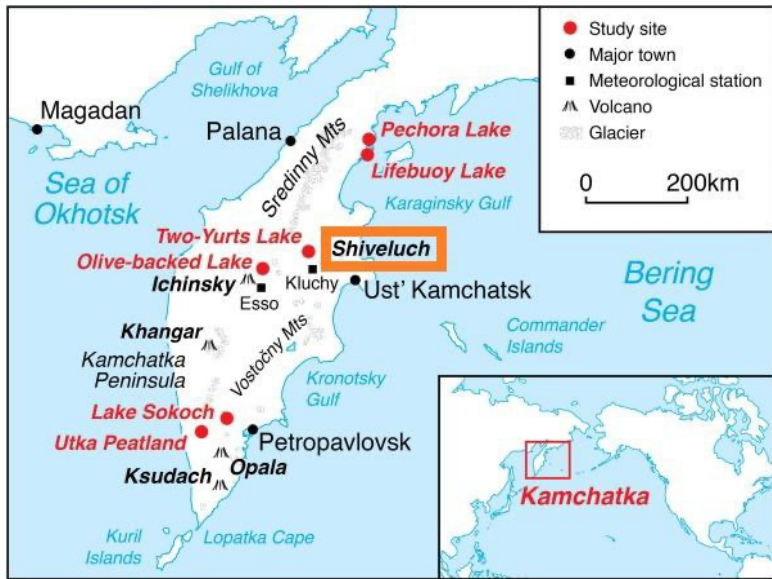 Study site
Major town
Meteorological station
Volcano
Glacier
0 200km
Gulf of
Shelikhova
Magadan
Palana
Sredinny Mts
Pechora Lake
Lifebuoy Lake
Sea of
Okhotsk
Karaginsky Gulf
Two-Yurts Lake
Shiveluch
Olive-backed Lake
Ichinsky
Kluchy
Esso
Ust' Kamchatsk
Bering
Sea
Khangar
Kamchatka
Peninsula
Vostočny Mts
Commander
Islands
Kronotsky
Gulf
Lake Sokoch
Utka Peatland
Petropavlovsk
Opala
Ksudach
Kuril
Islands
Lopatka Cape
Kamchatka